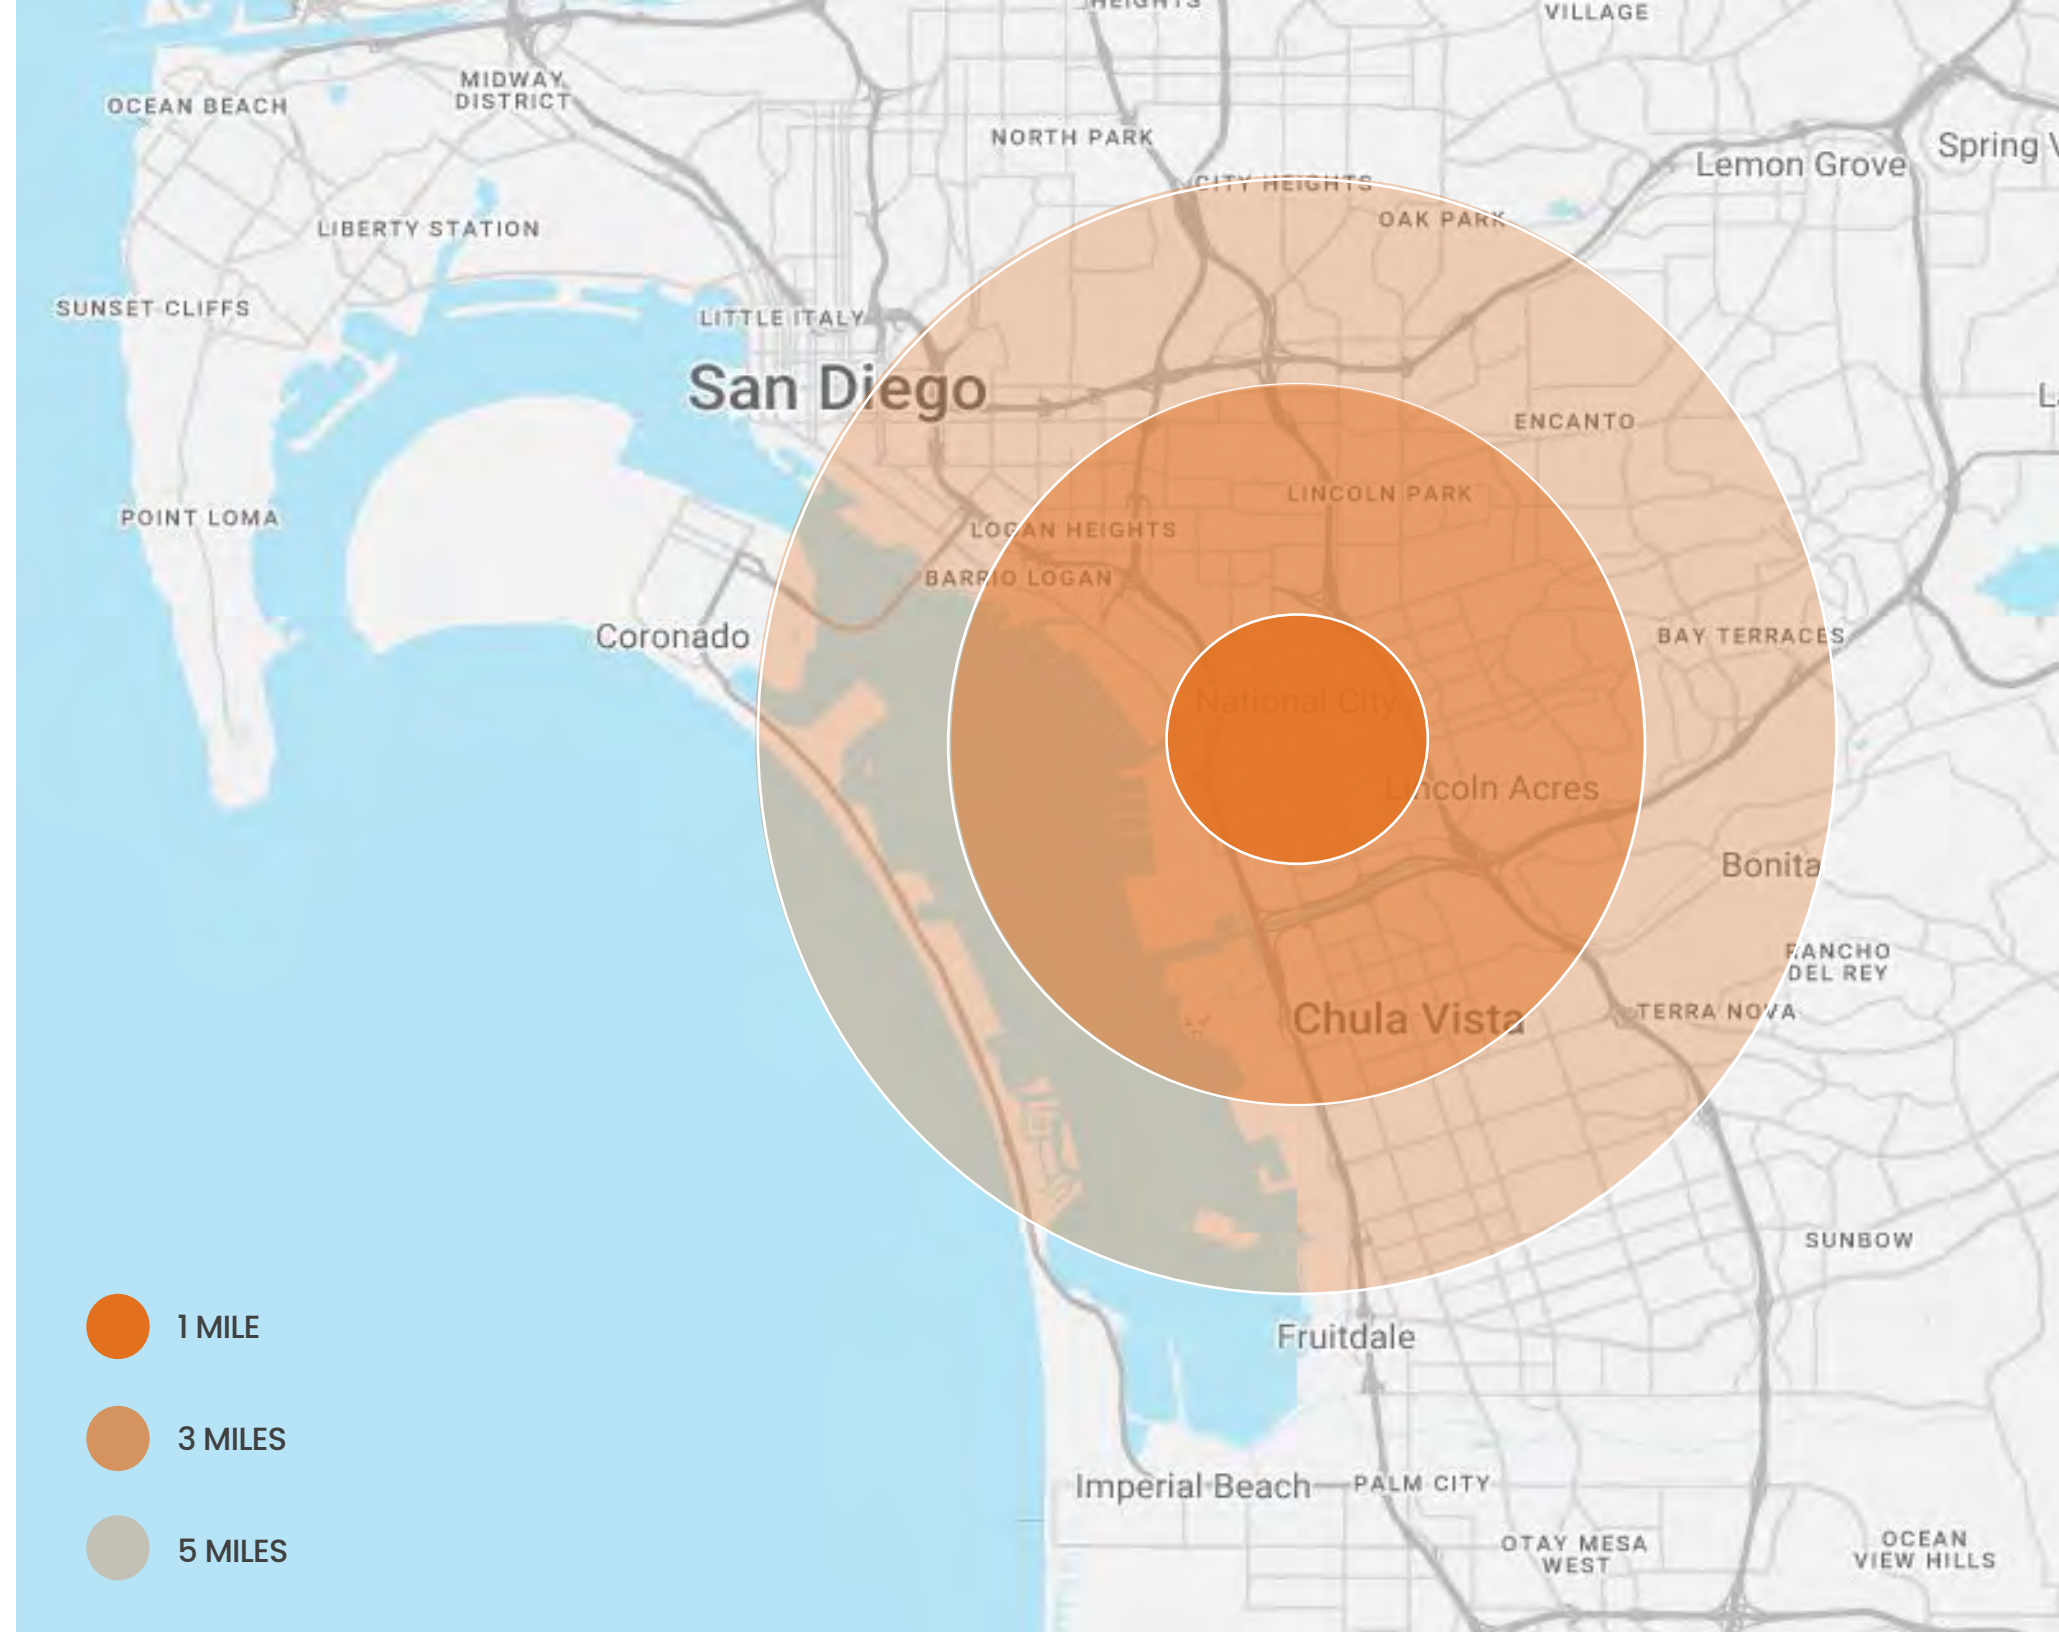 HEIGHTS
VILLAGE
MIDWAY
DISTRICT
OCEAN BEACH
NORTH PARK
Lemon Grove
Spring V
CITY HEIGHTS
OAK PARK
LIBERTY STATION
SUNSET CLIFFS
LITTLE ITALY
San Diego
La
ENCANTO
LINCOLN PARK
POINT LOMA
LOGAN HEIGHTS
BARRIO LOGAN
Coronado
BAY TERRACES
National City
Lincoln Acres
Bonita
RANCHO
DEL REY
TERRA NOVA
Chula Vista
SUNBOW
1 MILE
Fruitdale
3 MILES
Imperial Beach
PALM CITY
5 MILES
OTAY MESA
WEST
OCEAN
VIEW HILLS